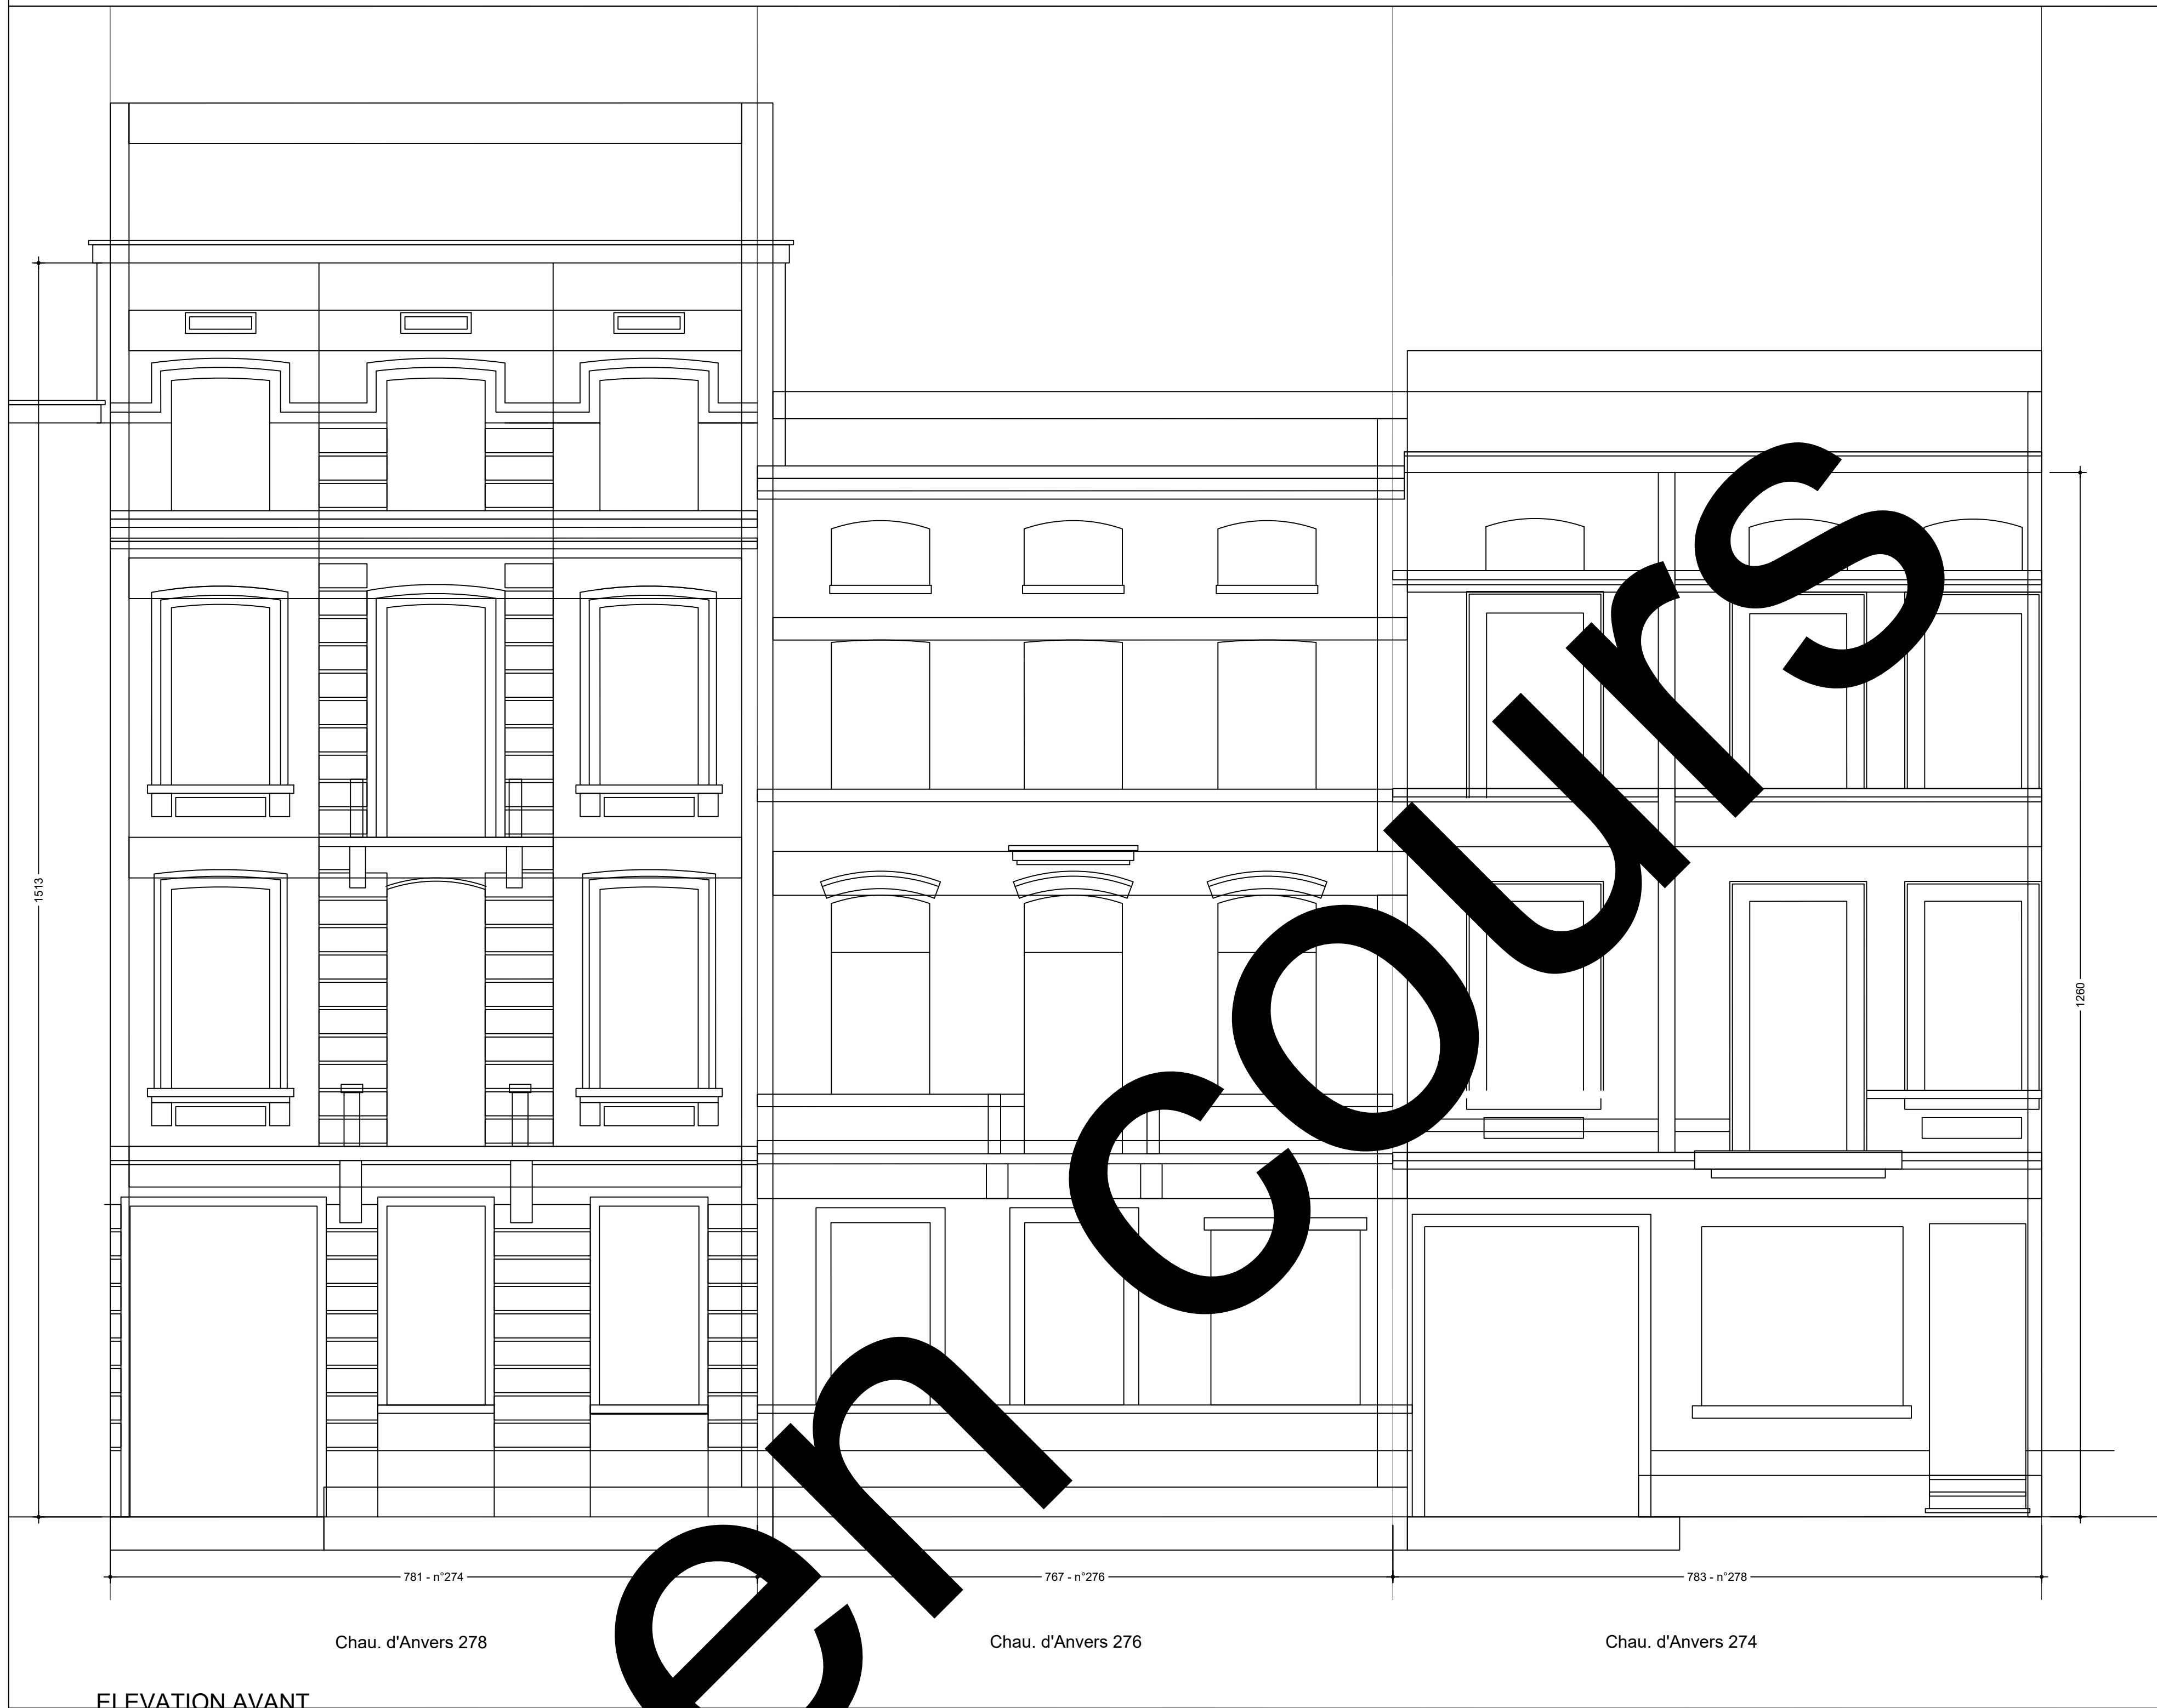 1513
1260
en cours
781 - n°274
767 - n°276
783 - n°278
Chau. d'Anvers 278
Chau. d'Anvers 276
Chau. d'Anvers 274
ELEVATION AVANT